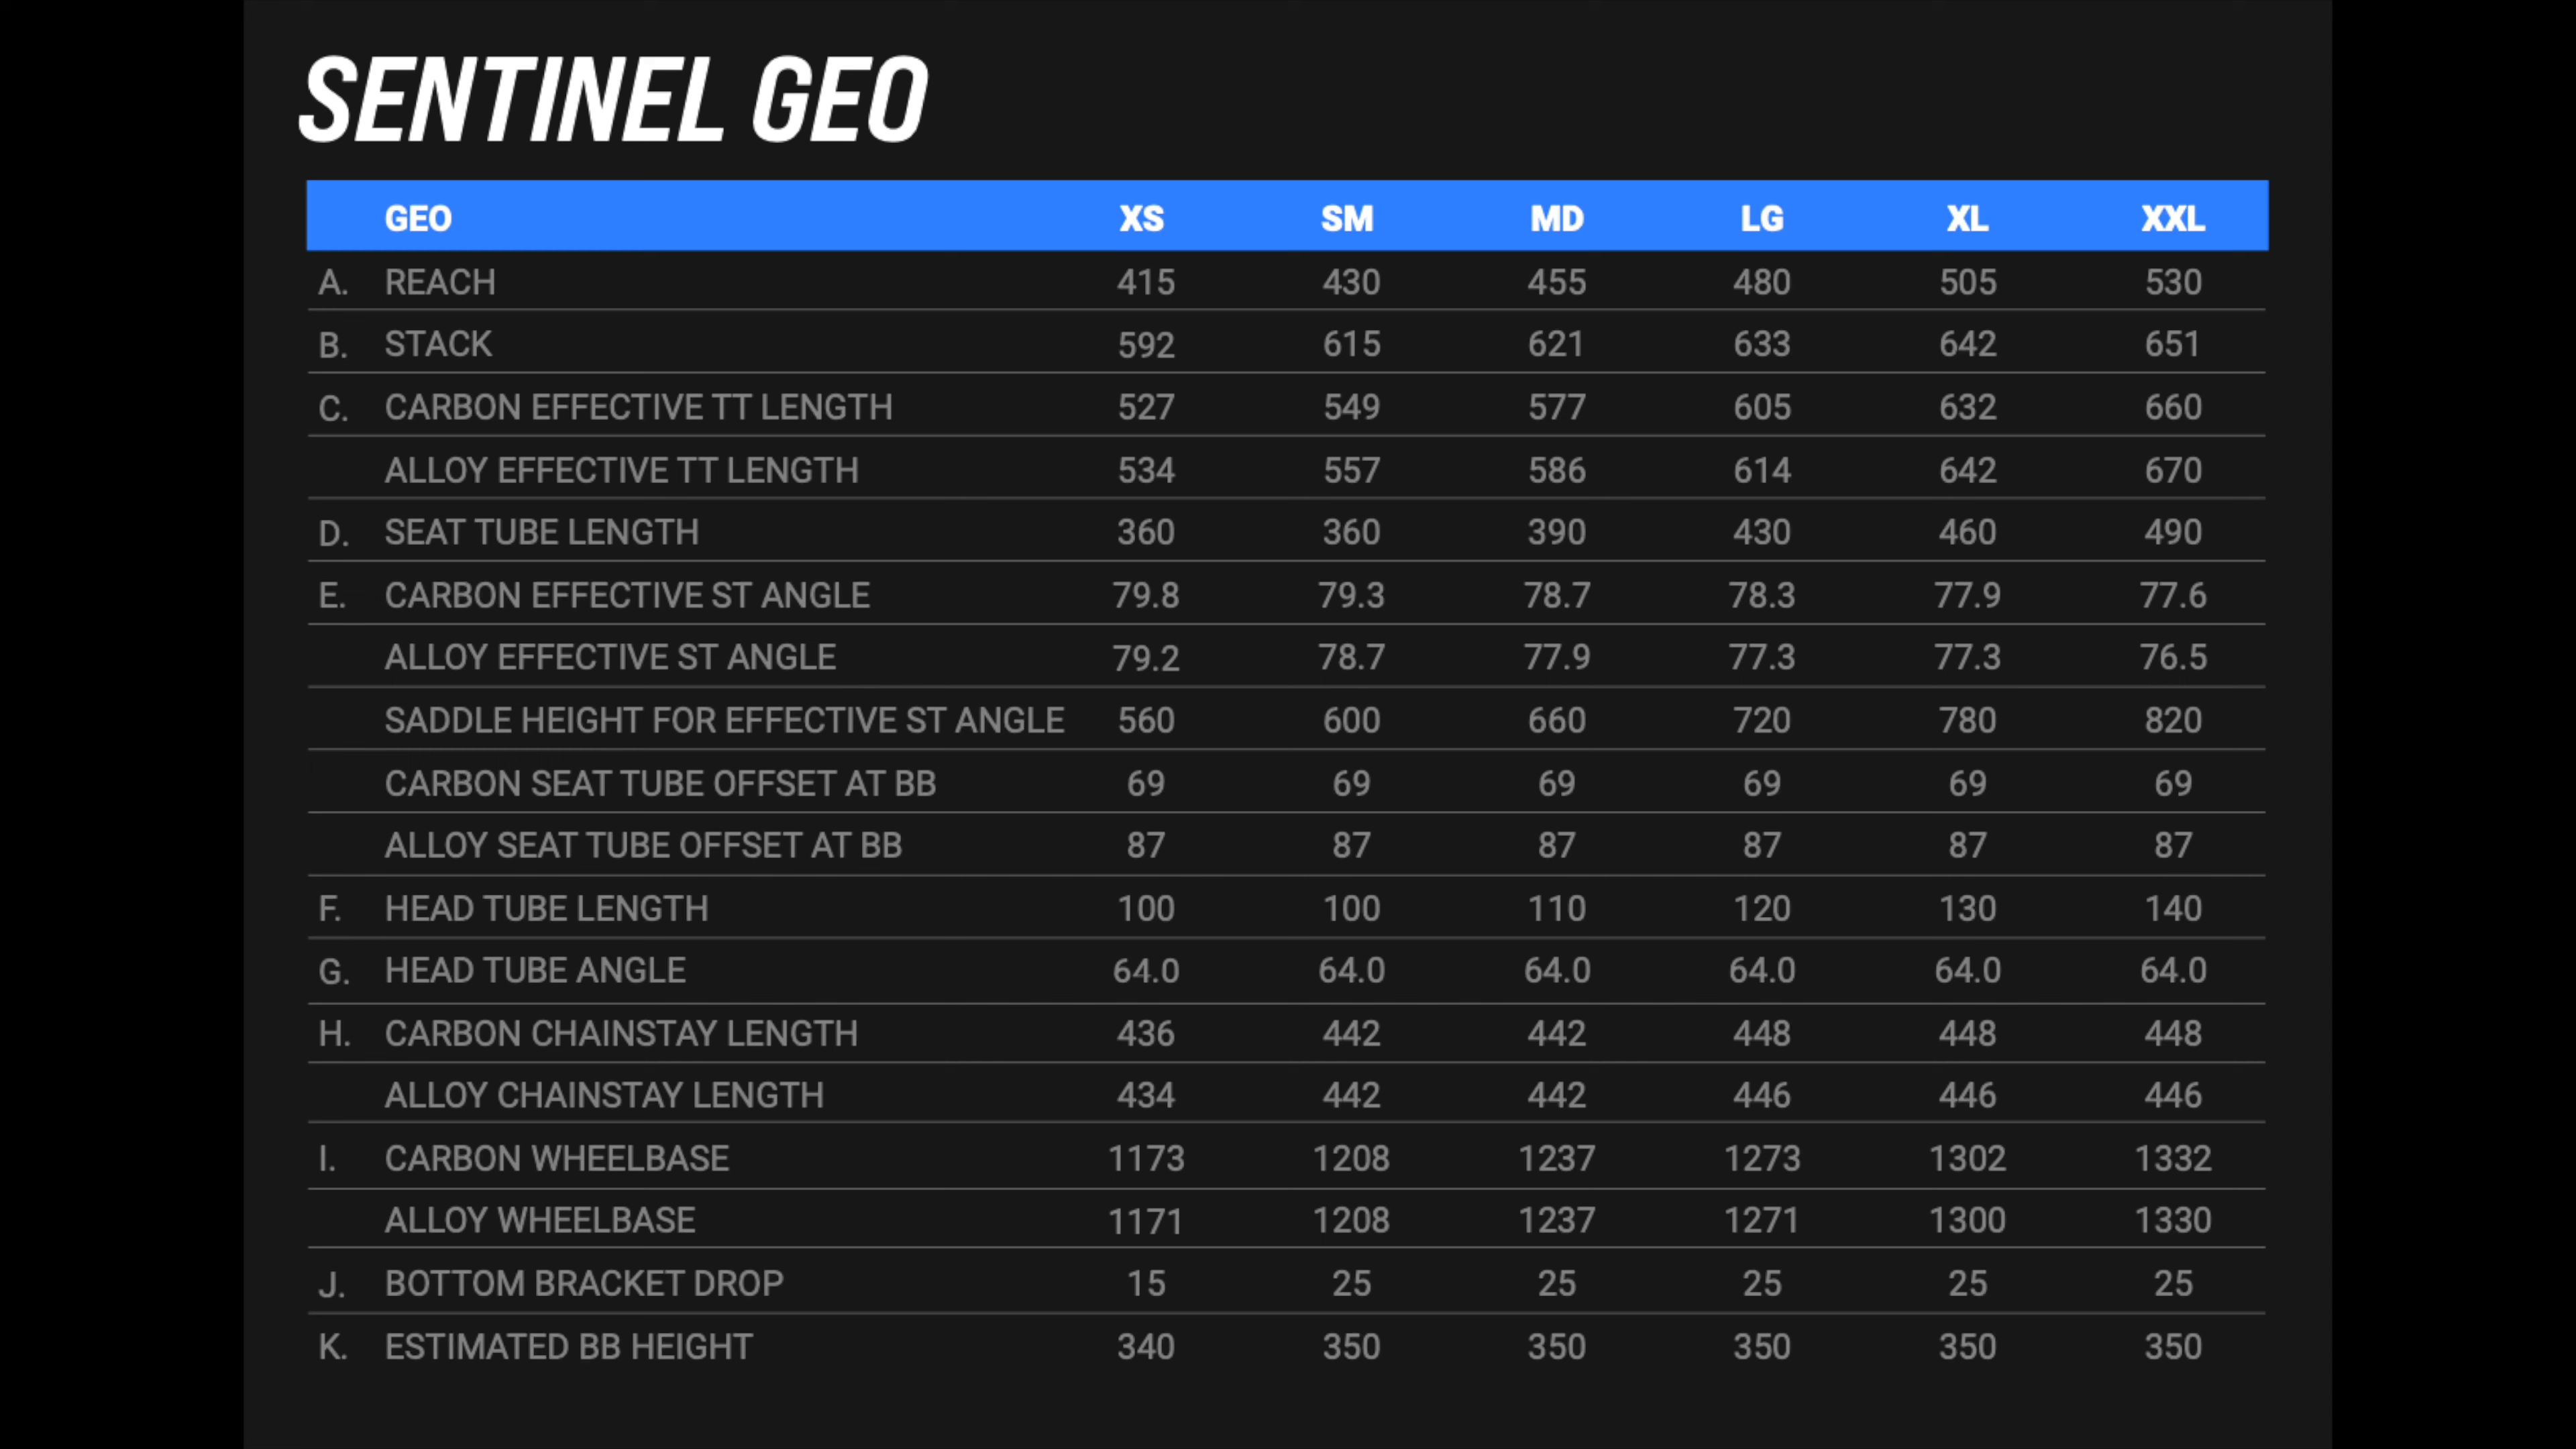 SENTINEL GEO
GEO XS SM MD LG XL XXL
A. REACH 415 430 455 480 505 530
B. STACK 592 615 621 633 642 651
C. CARBON EFFECTIVE TT LENGTH 527 549 577 605 632 660
ALLOY EFFECTIVE TT LENGTH 534 557 586 614 642 670
D. SEAT TUBE LENGTH 360 360 390 430 460 490
E. CARBON EFFECTIVE ST ANGLE 79.8 79.3 78.7 78.3 77.9 77.6
ALLOY EFFECTIVE ST ANGLE 79.2 78.7 77.9 77.3 77.3 76.5
SADDLE HEIGHT FOR EFFECTIVE ST ANGLE 560 600 660 720 780 820
CARBON SEAT TUBE OFFSET AT BB 69 69 69 69 69 69
ALLOY SEAT TUBE OFFSET AT BB 87 87 87 87 87 87
F. HEAD TUBE LENGTH 100 100 110 120 130 140
G. HEAD TUBE ANGLE 64.0 64.0 64.0 64.0 64.0 64.0
H. CARBON CHAINSTAY LENGTH 436 442 442 448 448 448
ALLOY CHAINSTAY LENGTH 434 442 442 446 446 446
I. CARBON WHEELBASE 1173 1208 1237 1273 1302 1332
ALLOY WHEELBASE 1171 1208 1237 1271 1300 1330
J. BOTTOM BRACKET DROP 15 25 25 25 25 25
K. ESTIMATED BB HEIGHT 340 350 350 350 350 350